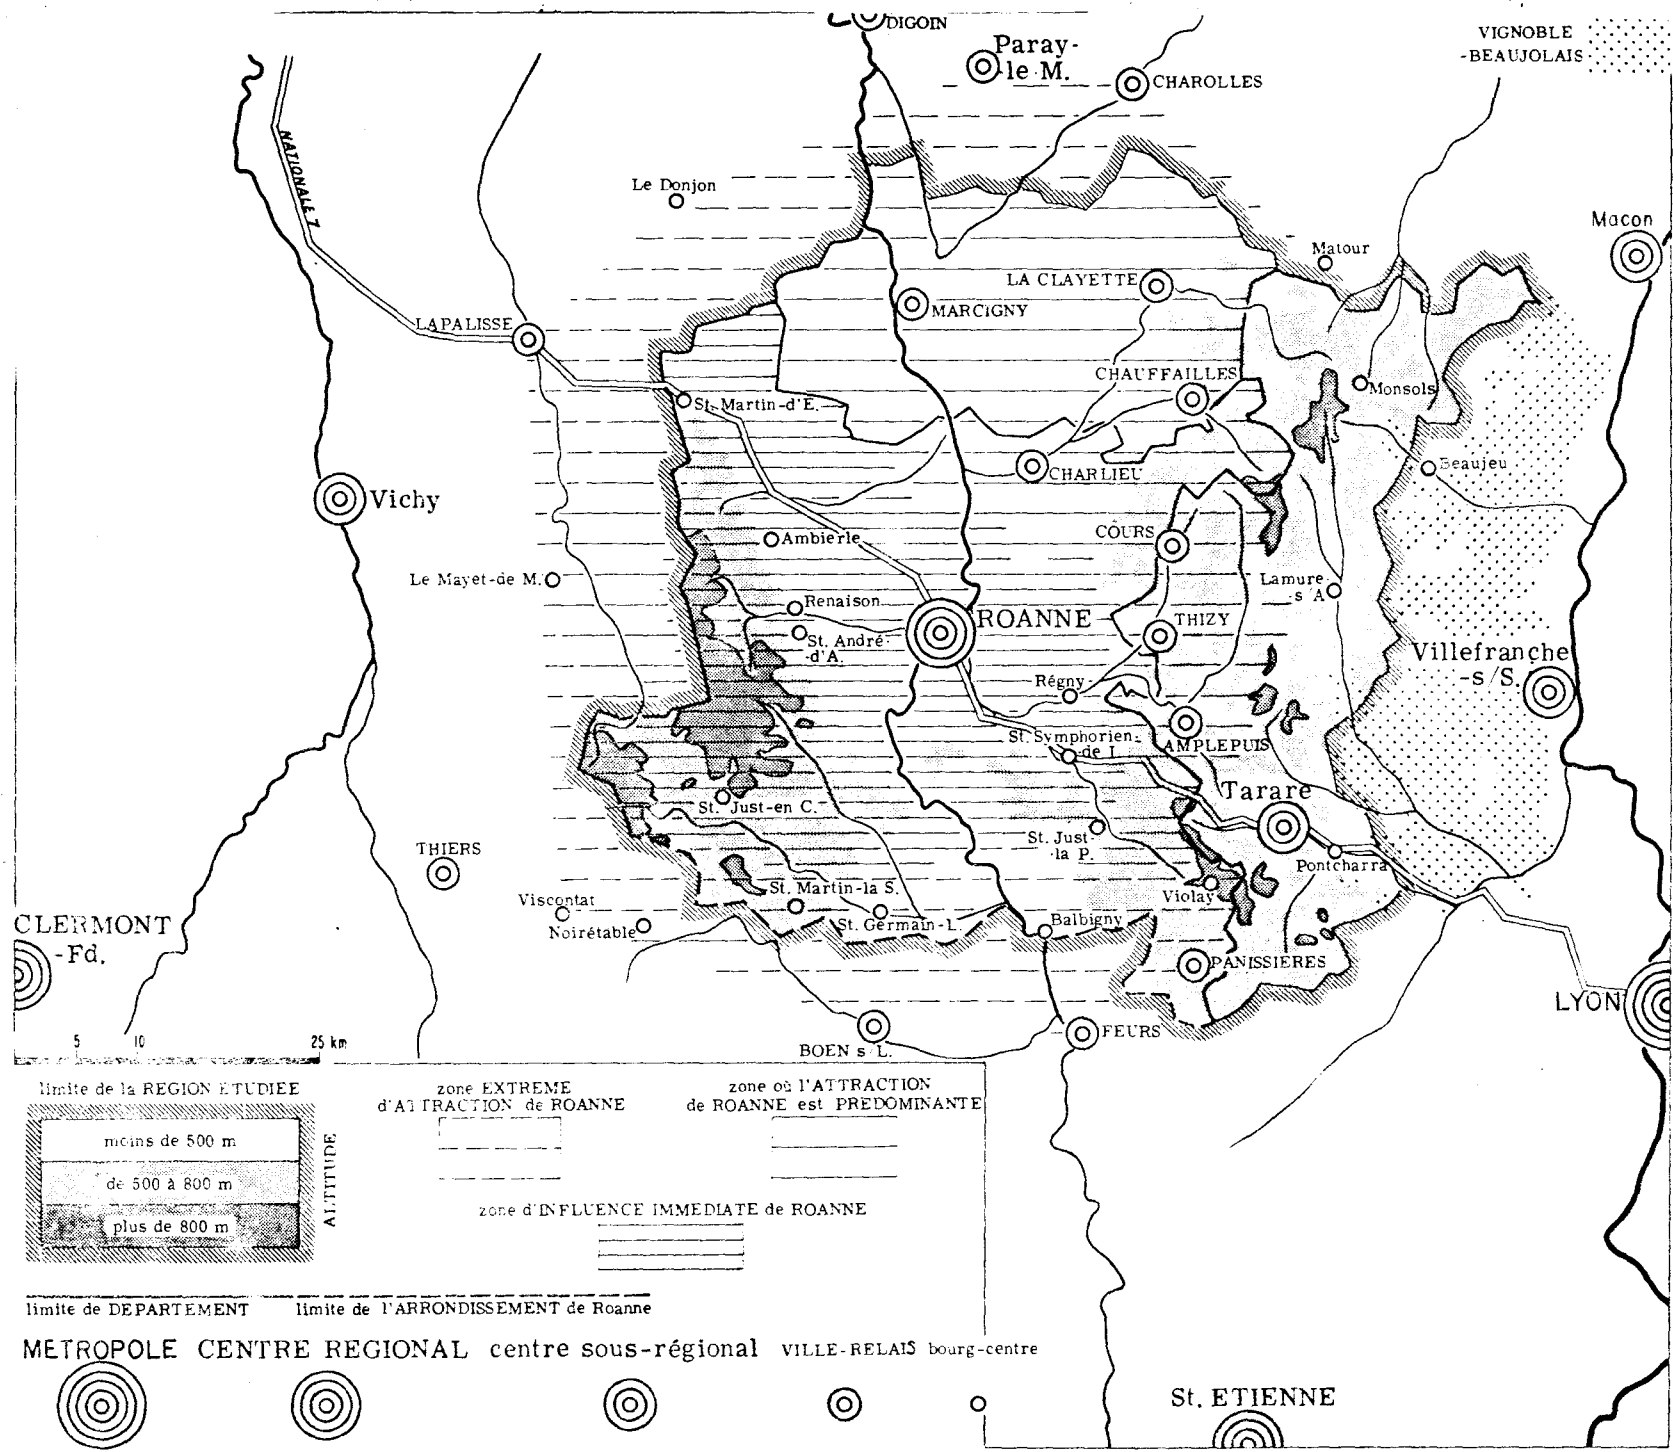 DIGOIN
Paray-
le M.
CHAROLLES
VIGNOBLE
-BEAUJOLAIS
NATIONALE 7
Le Donjon
Macon
Matour
LA CLAYETTE
MARCIGNY
LAPALISSE
CHAUFFAILLES
Monsols
St. Martin-d'E.
CHARLIEU
Beaujeu
Vichy
COURS
Ambierle
Le Mayet-de M.
Lamure
-s A
Renaison
ROANNE
THIZY
St. André-
-d'A.
Villefranche
-s/S.
Régny
St. Symphorien-
de L
AMPLEPUIS
Tarare
St. Just-en C.
St. Just
-la P.
Pontcharra
THIERS
Violay
St. Martin-la S.
Viscontat
CLERMONT
-Fd.
Noirétable
St. Germain-L.
Balbigny
PANISSIERES
LYON
FEURS
BOEN s/L.
5 10 25 km
limite de la REGION ETUDIEE
moins de 500 m
de 500 à 800 m
plus de 800 m
ALTITUDE
zone EXTREME
d'ATTRACTION de ROANNE
zone où l'ATTRACTION
de ROANNE est PREDOMINANTE
zone d'INFLUENCE IMMEDIATE de ROANNE
limite de DEPARTEMENT limite de l'ARRONDISSEMENT de Roanne
METROPOLE CENTRE REGIONAL centre sous-régional VILLE-RELAIS bourg-centre
St. ETIENNE